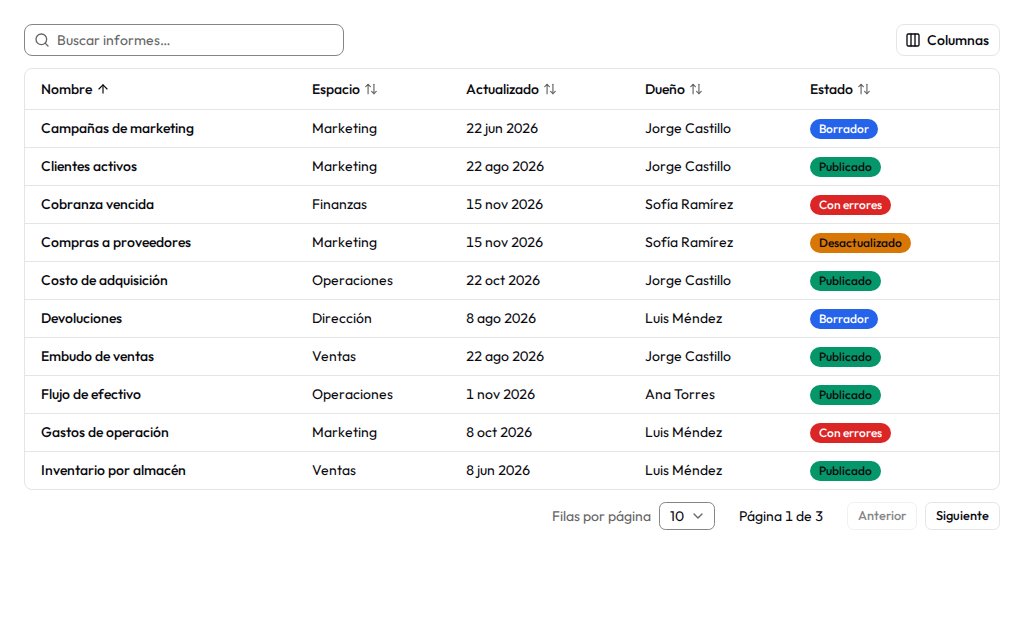 Buscar informes…
Columnas
Nombre Espacio Actualizado Dueño Estado
Campañas de marketing Marketing 22 jun 2026 Jorge Castillo Borrador
Clientes activos Marketing 22 ago 2026 Jorge Castillo Publicado
Cobranza vencida Finanzas 15 nov 2026 Sofía Ramírez Con errores
Compras a proveedores Marketing 15 nov 2026 Sofía Ramírez Desactualizado
Costo de adquisición Operaciones 22 oct 2026 Jorge Castillo Publicado
Devoluciones Dirección 8 ago 2026 Luis Méndez Borrador
Embudo de ventas Ventas 22 ago 2026 Jorge Castillo Publicado
Flujo de efectivo Operaciones 1 nov 2026 Ana Torres Publicado
Gastos de operación Marketing 8 oct 2026 Luis Méndez Con errores
Inventario por almacén Ventas 8 jun 2026 Luis Méndez Publicado
Filas por página 10 Página 1 de 3 Anterior Siguiente